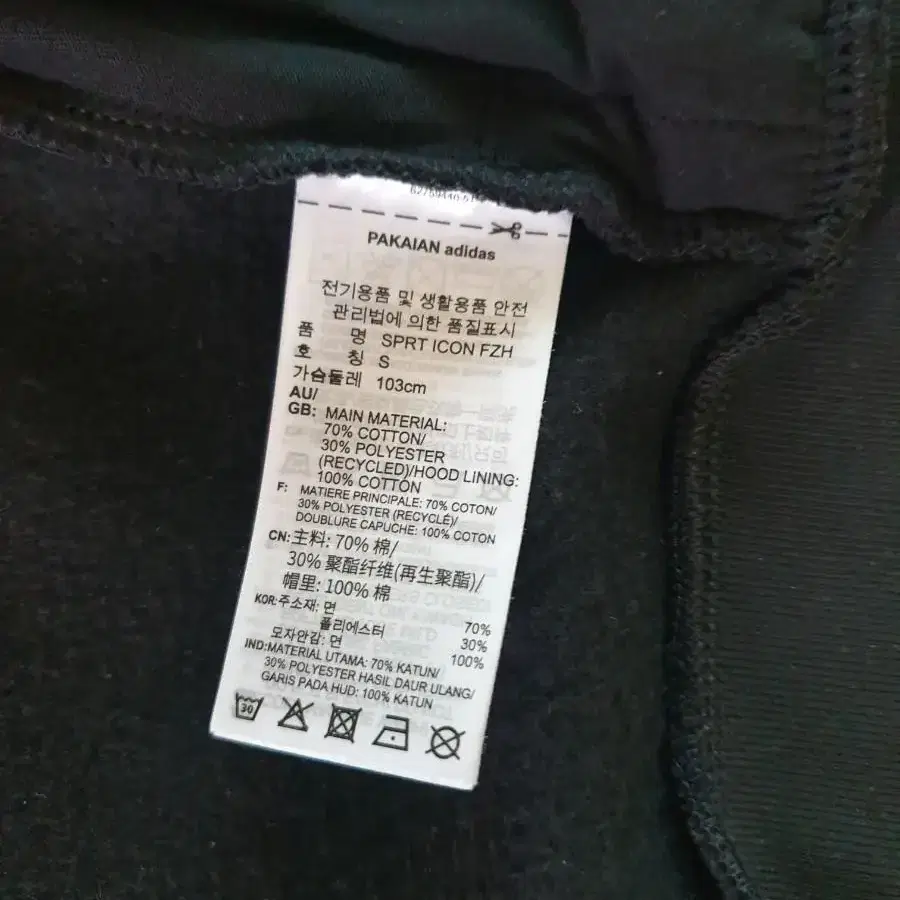 PAKAIAN adidas
전기용품 및 생활용품 안전
관리법에 의한 품질표시
품 명 SPRT ICON FZH
호 칭 S
가슴둘레 103cm
AU/
GB: MAIN MATERIAL:
70% COTTON/
30% POLYESTER
(RECYCLED)/HOOD LINING:
100% COTTON
F: MATIERE PRINCIPALE: 70% COTON/
30% POLYESTER (RECYCLÉ)/
DOUBLURE CAPUCHE: 100% COTON
CN: 主料: 70% 棉/
30% 聚酯纤维(再生聚酯)/
帽里: 100% 棉
KOR: 주소재: 면 70%
폴리에스터 30%
모자안감: 면 100%
IND: MATERIAL UTAMA: 70% KATUN/
30% POLYESTER HASIL DAUR ULANG/
GARIS PADA HUD: 100% KATUN
30